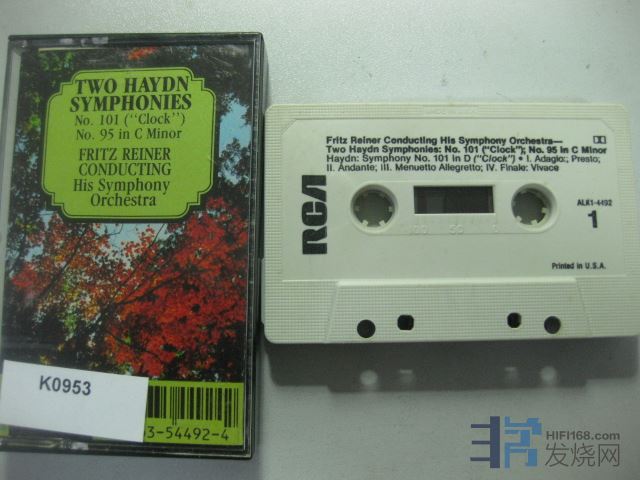 TWO HAYDN
SYMPHONIES
No. 101 ("Clock")
No. 95 in C Minor
FRITZ REINER
CONDUCTING
His Symphony
Orchestra
K0953
3-54492-4
RCA
Fritz Reiner Conducting His Symphony Orchestra—
Two Haydn Symphonies: No. 101 ("Clock"); No. 95 in C Minor
Haydn: Symphony No. 101 in D ("Clock") • I. Adagio; Presto;
II. Andante; III. Menuetto Allegretto; IV. Finale: Vivace
ALK1-4492
1
100 50
Printed in U.S.A.
HIFI168.com
发烧网